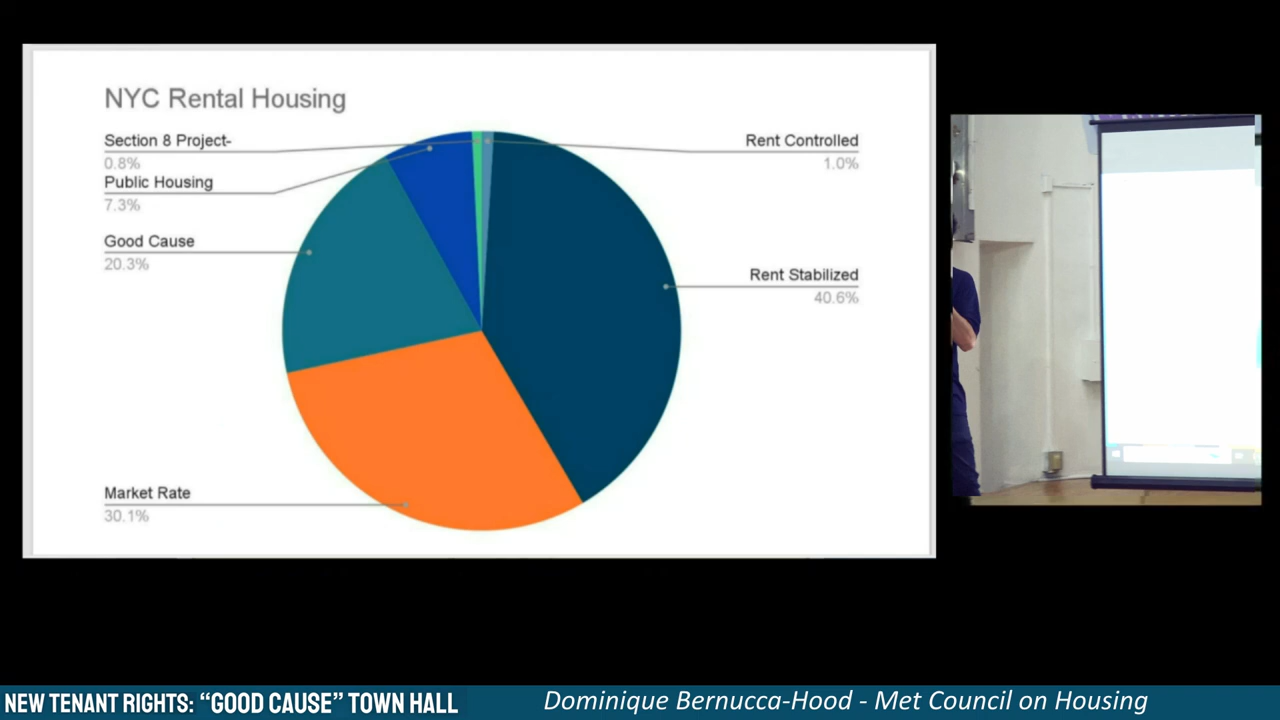 NYC Rental Housing
Section 8 Project-
0.8%
Public Housing
7.3%
Good Cause
20.3%
Market Rate
30.1%
Rent Controlled
1.0%
Rent Stabilized
40.6%
NEW TENANT RIGHTS: “GOOD CAUSE” TOWN HALL
Dominique Bernucca-Hood - Met Council on Housing